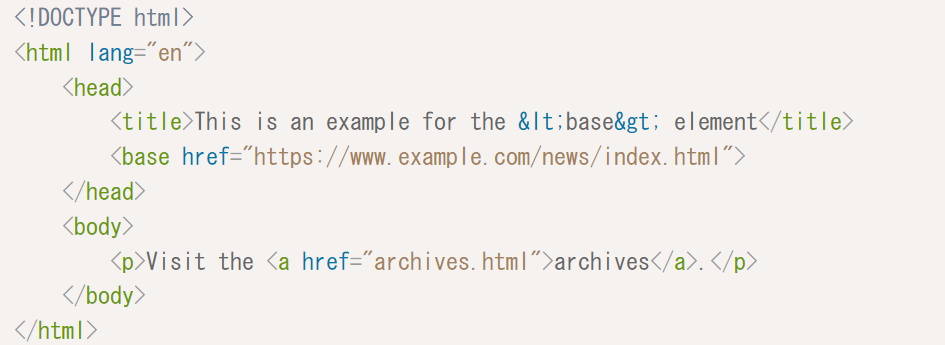 <!DOCTYPE html>
<html lang="en">
<head>
<title>This is an example for the &lt;base&gt; element</title>
<base href="https://www.example.com/news/index.html">
</head>
<body>
<p>Visit the <a href="archives.html">archives</a>.</p>
</body>
</html>